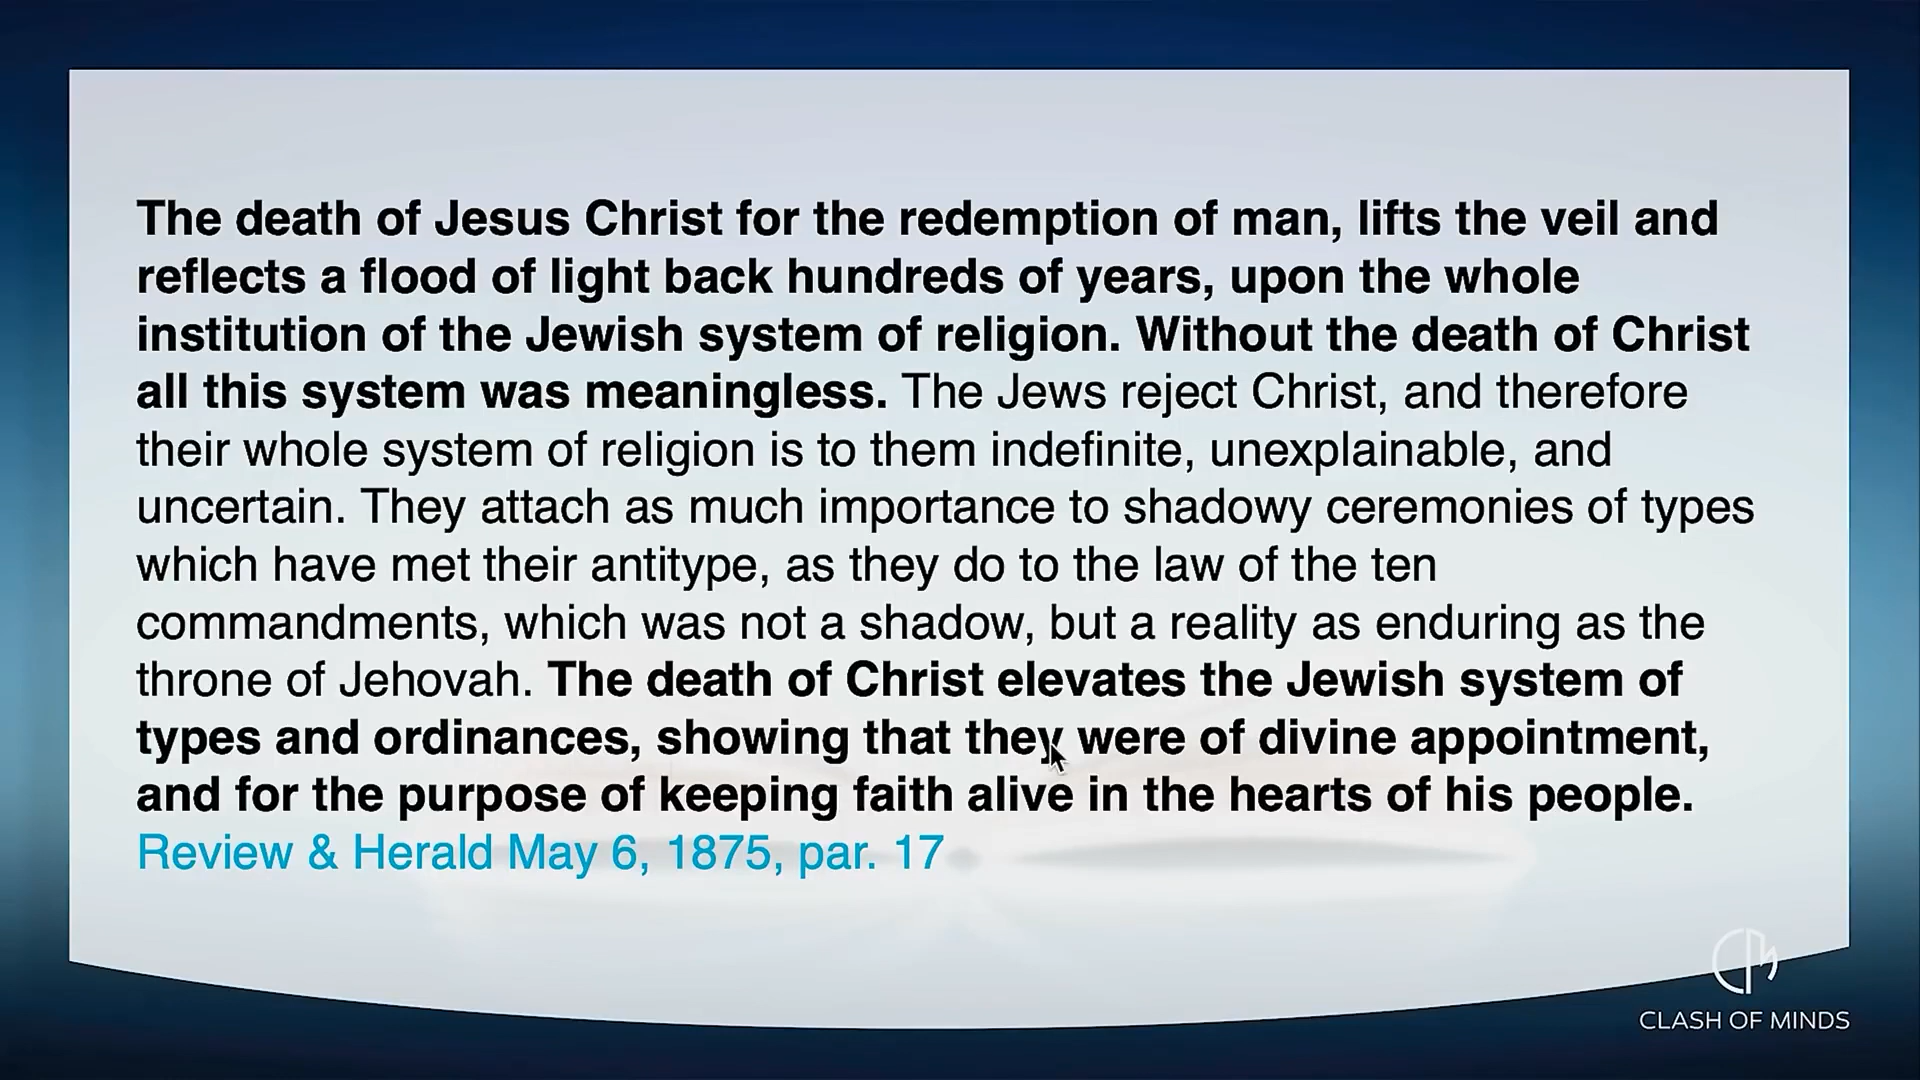 The death of Jesus Christ for the redemption of man, lifts the veil and
reflects a flood of light back hundreds of years, upon the whole
institution of the Jewish system of religion. Without the death of Christ
all this system was meaningless. The Jews reject Christ, and therefore
their whole system of religion is to them indefinite, unexplainable, and
uncertain. They attach as much importance to shadowy ceremonies of types
which have met their antitype, as they do to the law of the ten
commandments, which was not a shadow, but a reality as enduring as the
throne of Jehovah. The death of Christ elevates the Jewish system of
types and ordinances, showing that they were of divine appointment,
and for the purpose of keeping faith alive in the hearts of his people.
Review & Herald May 6, 1875, par. 17
CLASH OF MINDS